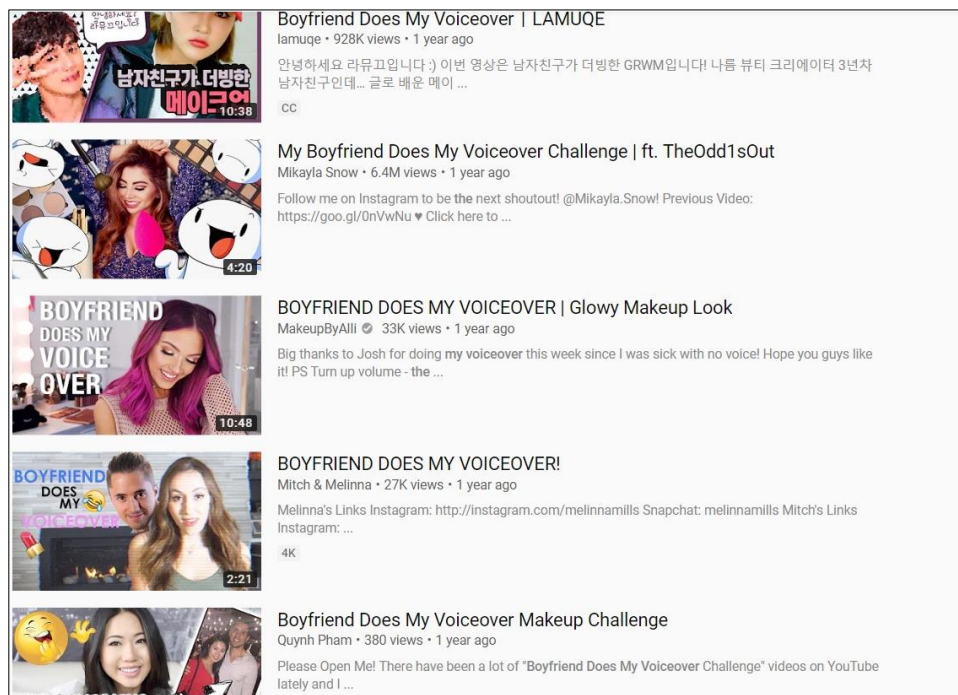 Boyfriend Does My Voiceover | LAMUQE
lamuqe • 928K views • 1 year ago
안녕하세요 라뮤끄입니다 :) 이번 영상은 남자친구가 더빙한 GRWM입니다! 나름 뷰티 크리에이터 3년차
남자친구인데... 글로 배운 메이 ...
CC
안녕하세요!
라뮤끄입니다
남자친구가 더빙한
메이크업
10:38
My Boyfriend Does My Voiceover Challenge | ft. TheOdd1sOut
Mikayla Snow • 6.4M views • 1 year ago
Follow me on Instagram to be the next shoutout! @Mikayla.Snow! Previous Video:
https://goo.gl/0nVwNu ♥ Click here to ...
4:20
BOYFRIEND
DOES MY
VOICE
OVER
10:48
BOYFRIEND DOES MY VOICEOVER | Glowy Makeup Look
MakeupByAlli 33K views • 1 year ago
Big thanks to Josh for doing my voiceover this week since I was sick with no voice! Hope you guys like
it! PS Turn up volume - the ...
BOYFRIEND
DOES
MY
VOICEOVER
2:21
BOYFRIEND DOES MY VOICEOVER!
Mitch & Melinna • 27K views • 1 year ago
Melinna's Links Instagram: http://instagram.com/melinnamills Snapchat: melinnamills Mitch's Links
Instagram: ...
4K
Boyfriend Does My Voiceover Makeup Challenge
Quynh Pham • 380 views • 1 year ago
Please Open Me! There have been a lot of "Boyfriend Does My Voiceover Challenge" videos on YouTube
lately and I ...